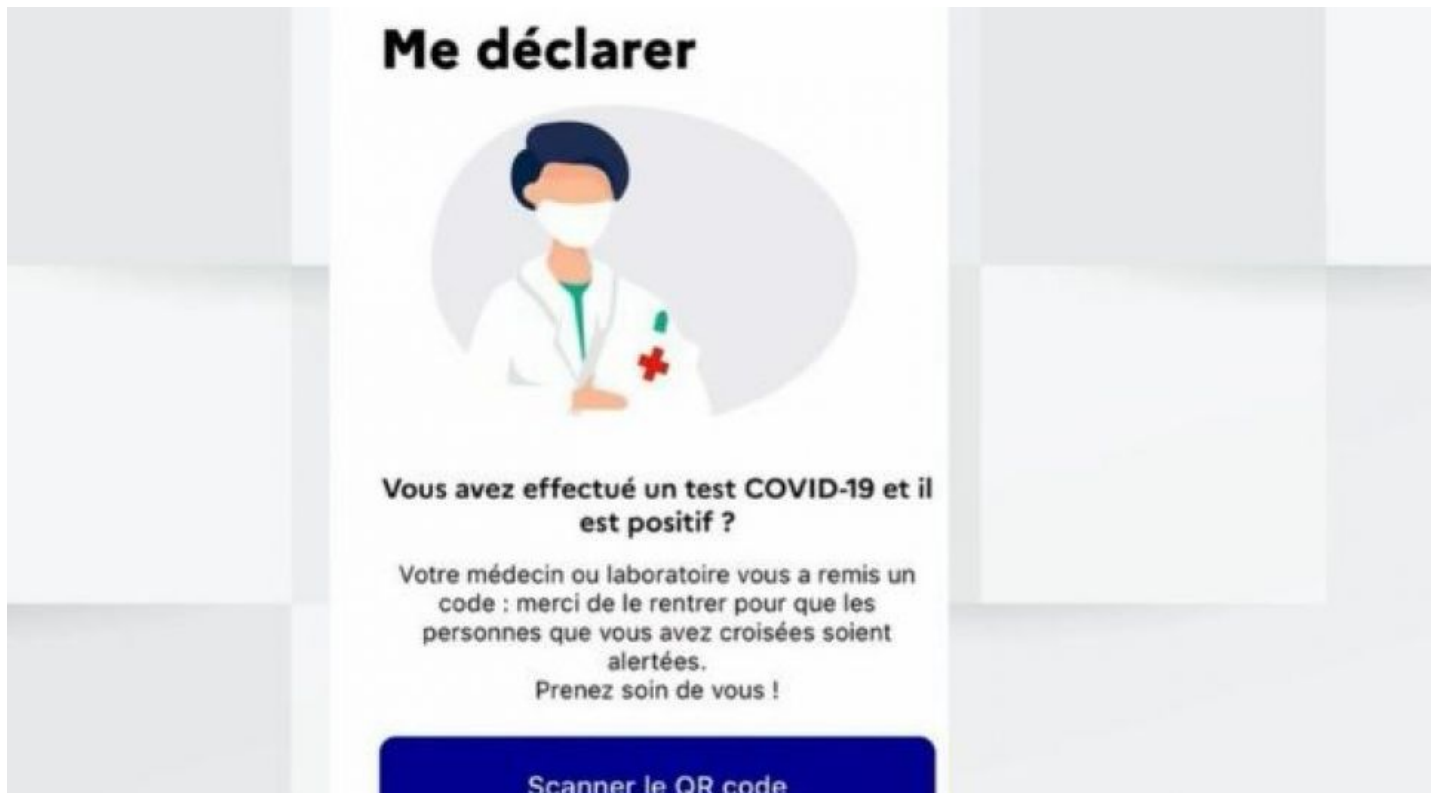 Me déclarer
Vous avez effectué un test COVID-19 et il
est positif ?
Votre médecin ou laboratoire vous a remis un
code : merci de le rentrer pour que les
personnes que vous avez croisées soient
alertées.
Prenez soin de vous !
Scanner le QR code